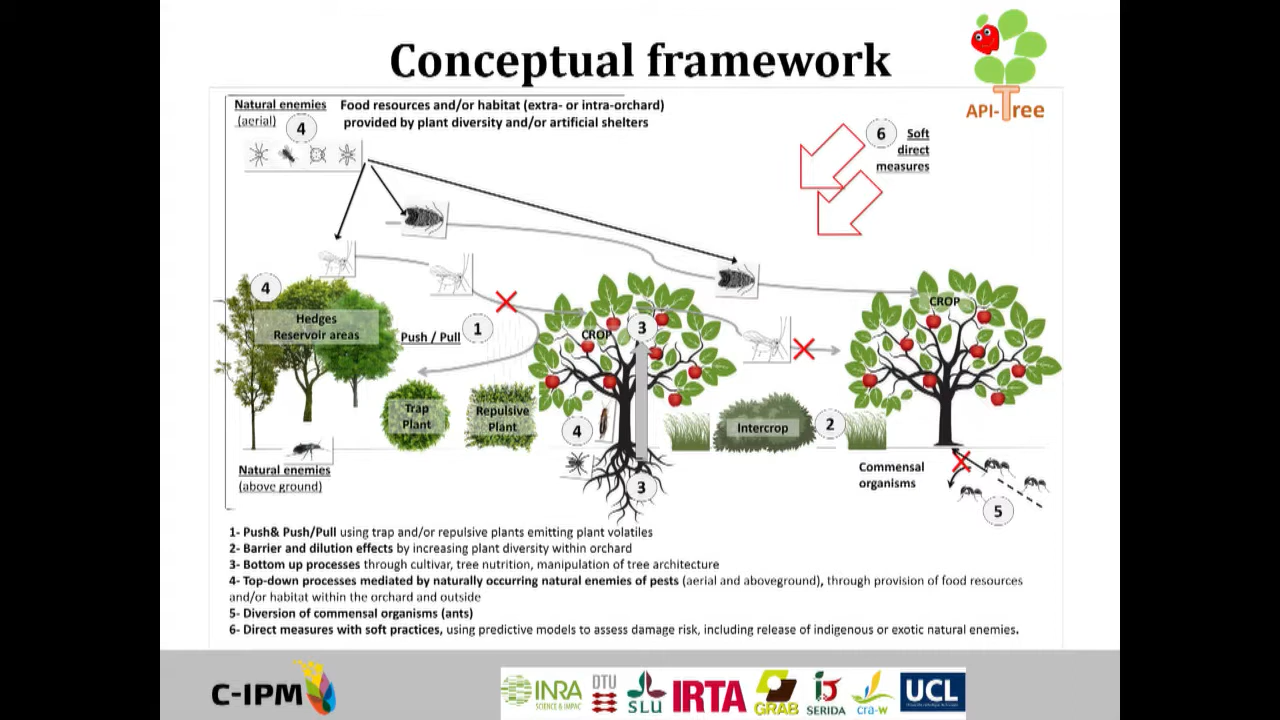 Conceptual framework
API-Tree
Natural enemies
(aerial)
4
Food resources and/or habitat (extra- or intra-orchard)
provided by plant diversity and/or artificial shelters
6
Soft
direct
measures
4
Hedges
Reservoir areas
Push / Pull
1
CROP
3
CROP
Trap
Plant
Repulsive
Plant
4
Intercrop
2
Natural enemies
(above ground)
3
Commensal
organisms
5
1- Push& Push/Pull using trap and/or repulsive plants emitting plant volatiles
2- Barrier and dilution effects by increasing plant diversity within orchard
3- Bottom up processes through cultivar, tree nutrition, manipulation of tree architecture
4- Top-down processes mediated by naturally occurring natural enemies of pests (aerial and aboveground), through provision of food resources
and/or habitat within the orchard and outside
5- Diversion of commensal organisms (ants)
6- Direct measures with soft practices, using predictive models to assess damage risk, including release of indigenous or exotic natural enemies.
C-IPM
INRA
SCIENCE & IMPACT
DTU
SLU
IRTA
GRAB
SERIDA
cra-w
UCL